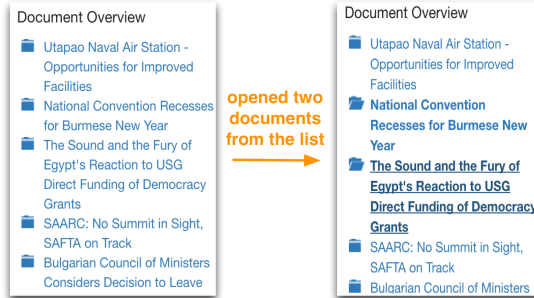 Document Overview
Utapao Naval Air Station -
Opportunities for Improved
Facilities
National Convention Recesses
for Burmese New Year
The Sound and the Fury of
Egypt's Reaction to USG
Direct Funding of Democracy
Grants
SAARC: No Summit in Sight,
SAFTA on Track
Bulgarian Council of Ministers
Considers Decision to Leave
opened two
documents
from the list
Document Overview
Utapao Naval Air Station -
Opportunities for Improved
Facilities
National Convention
Recesses for Burmese New
Year
The Sound and the Fury of
Egypt's Reaction to USG
Direct Funding of Democracy
Grants
SAARC: No Summit in Sight,
SAFTA on Track
Bulgarian Council of Ministers